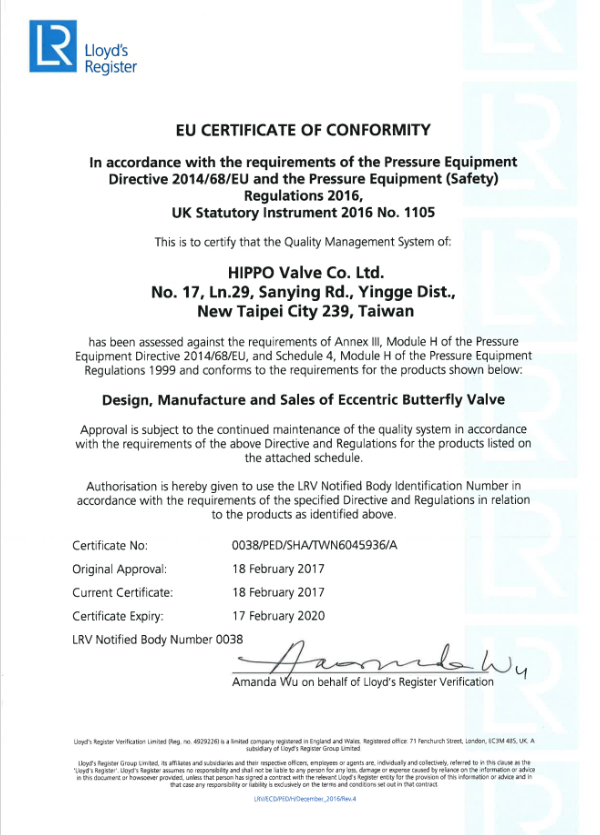 LR
Lloyd's
Register
EU CERTIFICATE OF CONFORMITY
In accordance with the requirements of the Pressure Equipment
Directive 2014/68/EU and the Pressure Equipment (Safety)
Regulations 2016,
UK Statutory Instrument 2016 No. 1105
This is to certify that the Quality Management System of:
HIPPO Valve Co. Ltd.
No. 17, Ln.29, Sanying Rd., Yingge Dist.,
New Taipei City 239, Taiwan
has been assessed against the requirements of Annex III, Module H of the Pressure
Equipment Directive 2014/68/EU, and Schedule 4, Module H of the Pressure Equipment
Regulations 1999 and conforms to the requirements for the products shown below:
Design, Manufacture and Sales of Eccentric Butterfly Valve
Approval is subject to the continued maintenance of the quality system in accordance
with the requirements of the above Directive and Regulations for the products listed on
the attached schedule.
Authorisation is hereby given to use the LRV Notified Body Identification Number in
accordance with the requirements of the specified Directive and Regulations in relation
to the products as identified above.
Certificate No: 0038/PED/SHA/TWN6045936/A
Original Approval: 18 February 2017
Current Certificate: 18 February 2017
Certificate Expiry: 17 February 2020
LRV Notified Body Number 0038
Amanda Wu
Amanda Wu on behalf of Lloyd's Register Verification
Lloyd's Register Verification Limited (Reg. no. 4929226) is a limited company registered in England and Wales. Registered office: 71 Fenchurch Street, London, EC3M 4BS, UK. A
subsidiary of Lloyd's Register Group Limited
Lloyd's Register Group Limited, its affiliates and subsidiaries and their respective officers, employees or agents are, individually and collectively, referred to in this clause as the
'Lloyd's Register'. Lloyd's Register assumes no responsibility and shall not be liable to any person for any loss, damage or expense caused by reliance on the information or advice
in this document or howsoever provided, unless that person has signed a contract with the relevant Lloyd's Register entity for the provision of this information or advice and in
that case any responsibility or liability is exclusively on the terms and conditions set out in that contract.
LRV/ECD/PED/H/December_2016/Rev.4